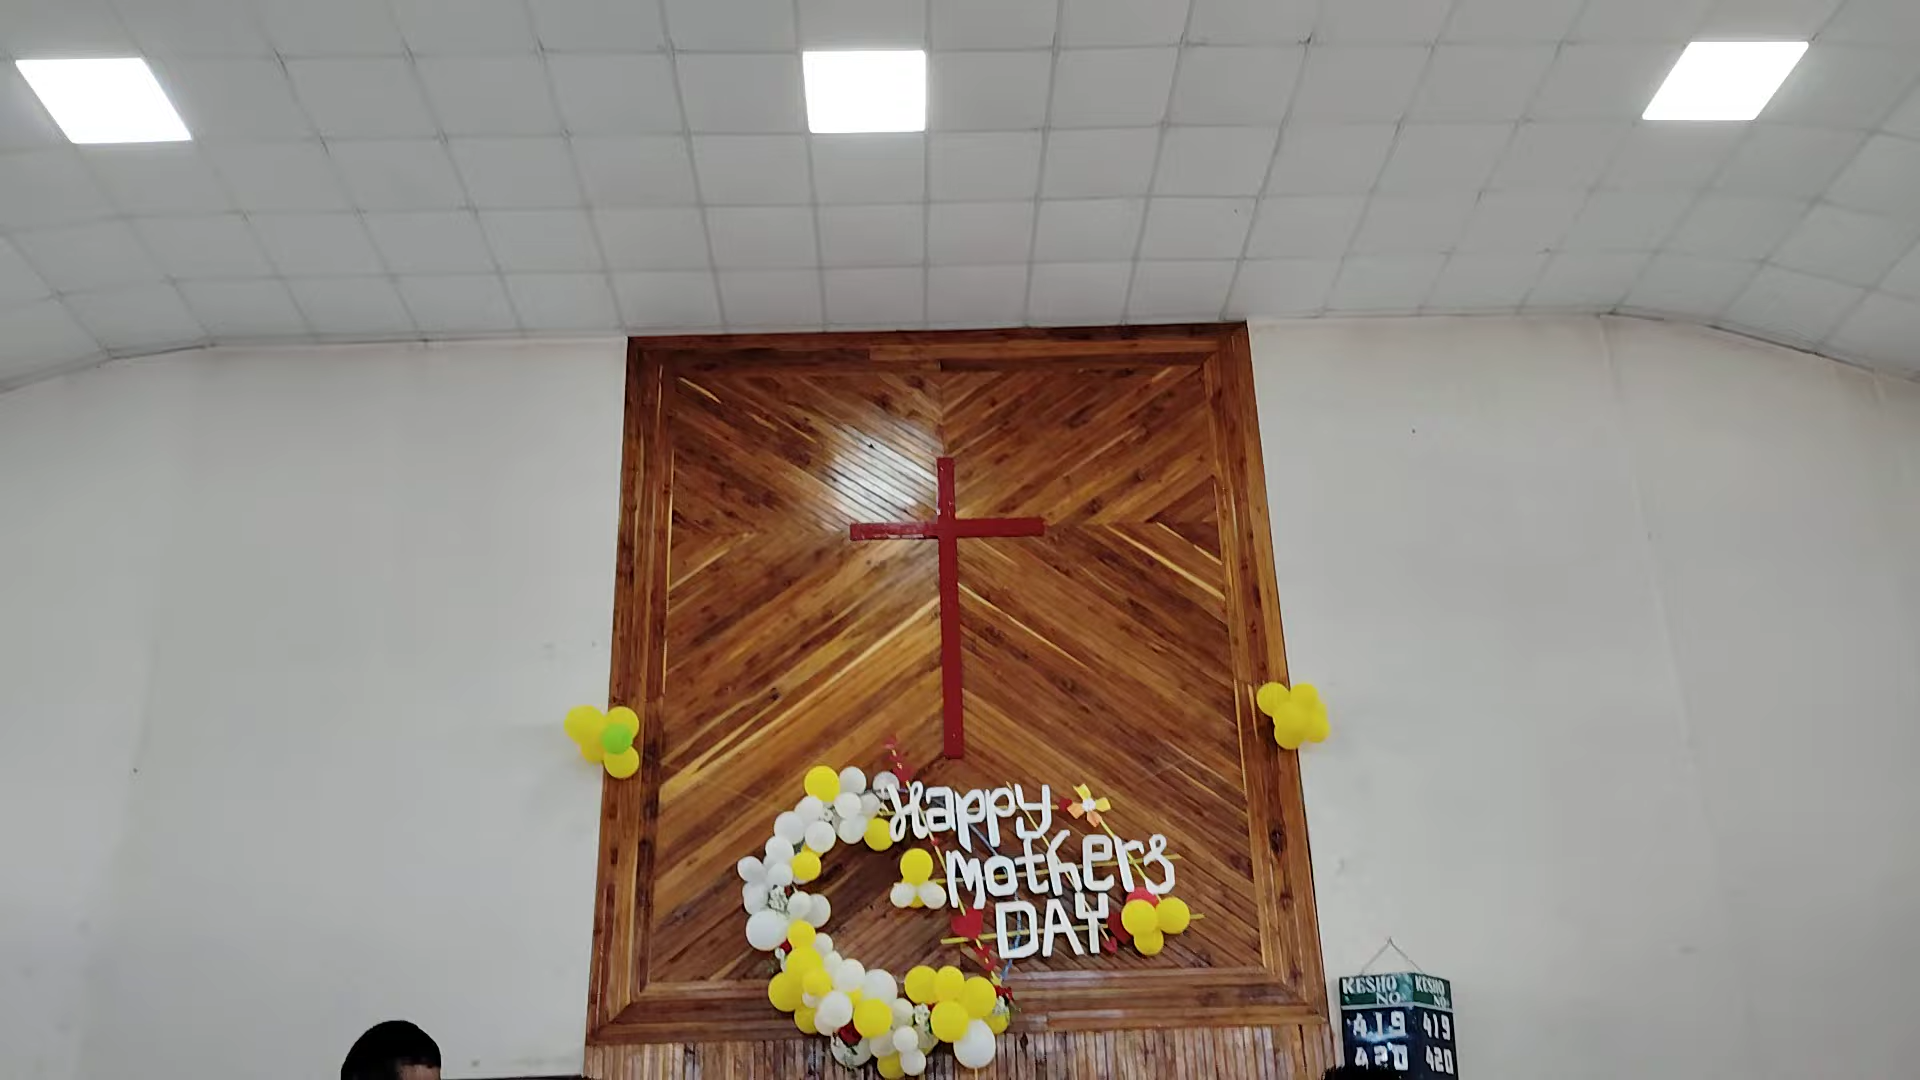 Happy
Mothers
DAY
KESHO KESHO
NO- NO-
419 419
420 420